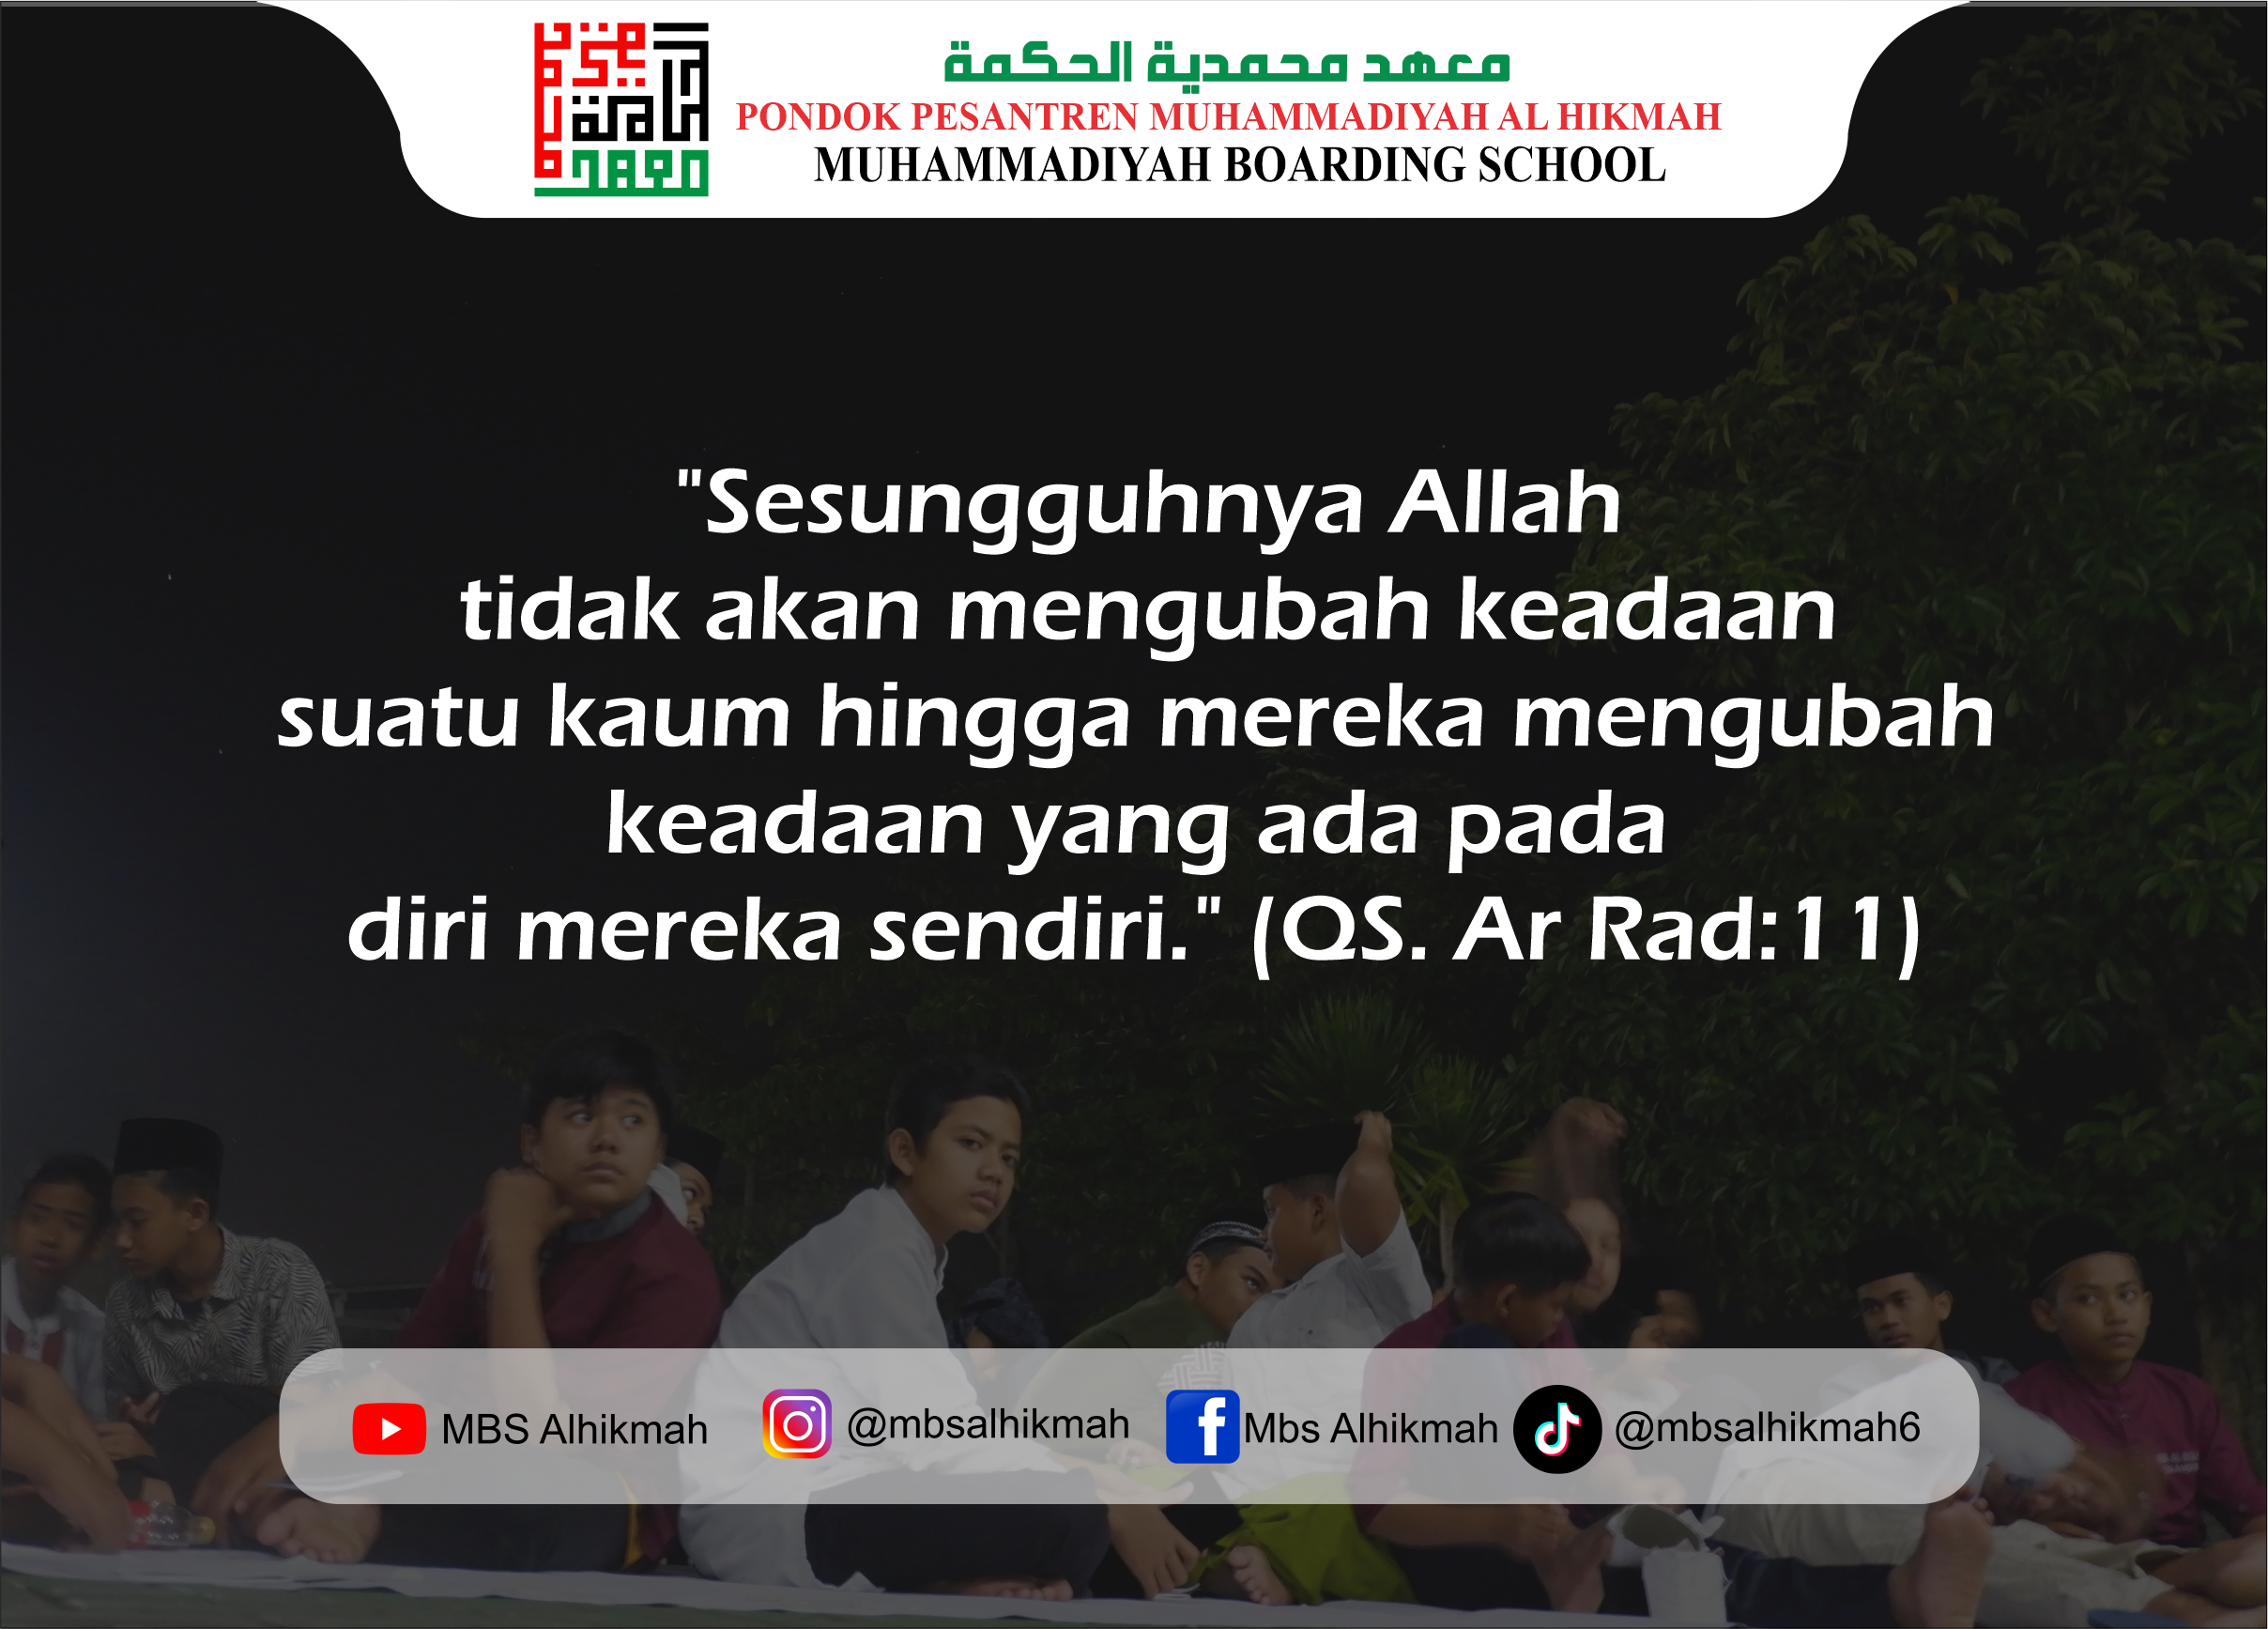 معهد محمدية الحكمة
PONDOK PESANTREN MUHAMMADIYAH AL HIKMAH
MUHAMMADIYAH BOARDING SCHOOL
"Sesungguhnya Allah
tidak akan mengubah keadaan
suatu kaum hingga mereka mengubah
keadaan yang ada pada
diri mereka sendiri." (QS. Ar Rad:11)
MBS Alhikmah
@mbsalhikmah
Mbs Alhikmah
@mbsalhikmah6